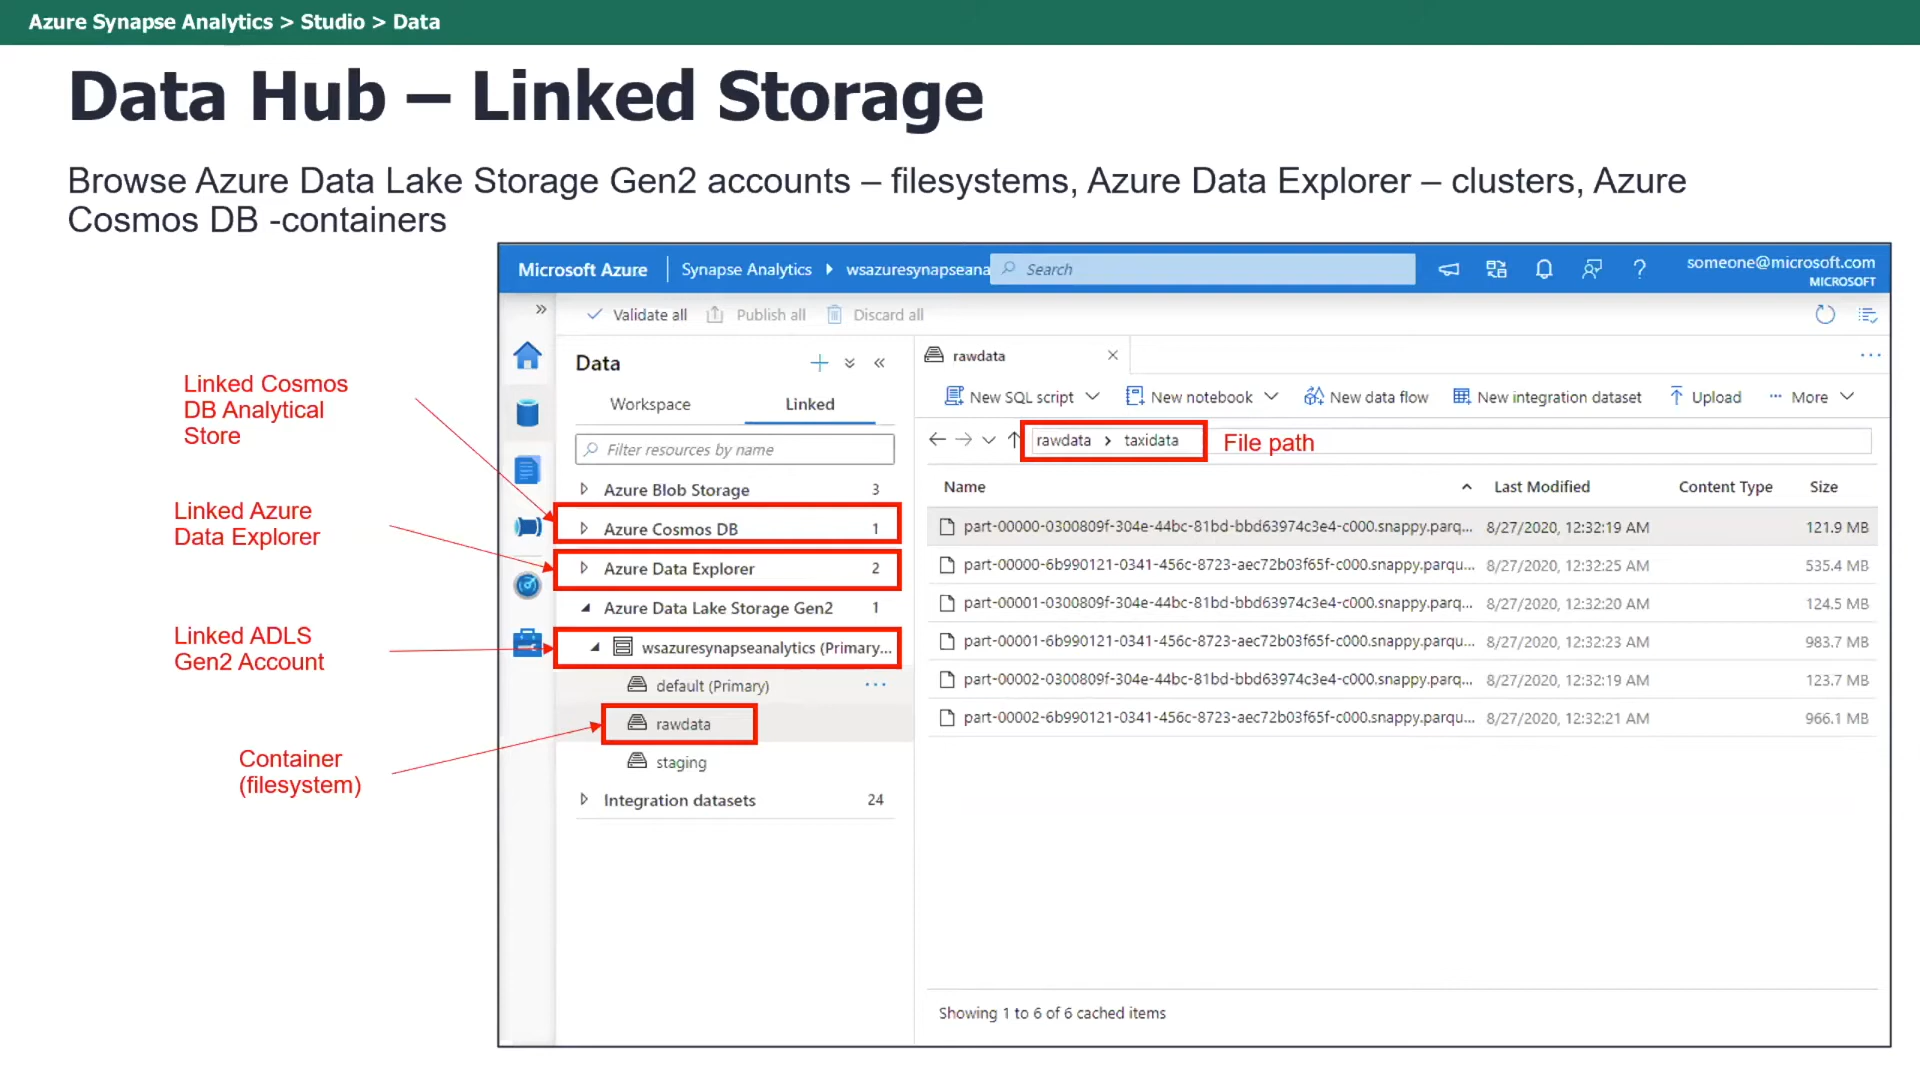 Azure Synapse Analytics > Studio > Data
Data Hub – Linked Storage
Browse Azure Data Lake Storage Gen2 accounts – filesystems, Azure Data Explorer – clusters, Azure
Cosmos DB -containers
Linked Cosmos
DB Analytical
Store
Linked Azure
Data Explorer
Linked ADLS
Gen2 Account
Container
(filesystem)
Microsoft Azure
Synapse Analytics
wsazuresynapseana
Search
someone@microsoft.com
MICROSOFT
Validate all
Publish all
Discard all
Data
Workspace
Linked
Filter resources by name
Azure Blob Storage 3
Azure Cosmos DB 1
Azure Data Explorer 2
Azure Data Lake Storage Gen2 1
wsazuresynapseanalytics (Primary...
default (Primary) ...
rawdata
staging
Integration datasets 24
rawdata
...
New SQL script
New notebook
New data flow
New integration dataset
Upload
... More
rawdata > taxidata
File path
Name Last Modified Content Type Size
part-00000-0300809f-304e-44bc-81bd-bbd63974c3e4-c000.snappy.parq... 8/27/2020, 12:32:19 AM 121.9 MB
part-00000-6b990121-0341-456c-8723-aec72b03f65f-c000.snappy.parqu... 8/27/2020, 12:32:25 AM 535.4 MB
part-00001-0300809f-304e-44bc-81bd-bbd63974c3e4-c000.snappy.parq... 8/27/2020, 12:32:20 AM 124.5 MB
part-00001-6b990121-0341-456c-8723-aec72b03f65f-c000.snappy.parqu... 8/27/2020, 12:32:23 AM 983.7 MB
part-00002-0300809f-304e-44bc-81bd-bbd63974c3e4-c000.snappy.parq... 8/27/2020, 12:32:19 AM 123.7 MB
part-00002-6b990121-0341-456c-8723-aec72b03f65f-c000.snappy.parqu... 8/27/2020, 12:32:21 AM 966.1 MB
Showing 1 to 6 of 6 cached items